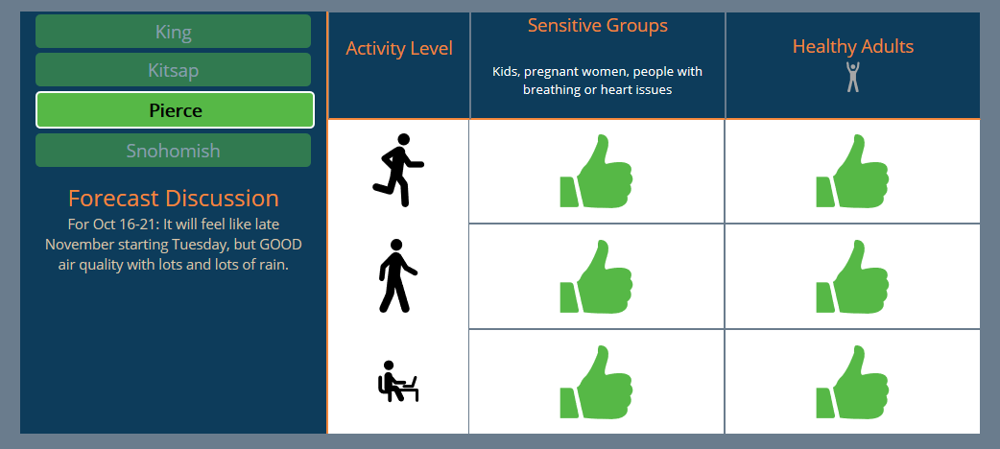 King
Kitsap
Pierce
Snohomish
Forecast Discussion
For Oct 16-21: It will feel like late
November starting Tuesday, but GOOD
air quality with lots and lots of rain.
Activity Level
Sensitive Groups
Kids, pregnant women, people with
breathing or heart issues
Healthy Adults